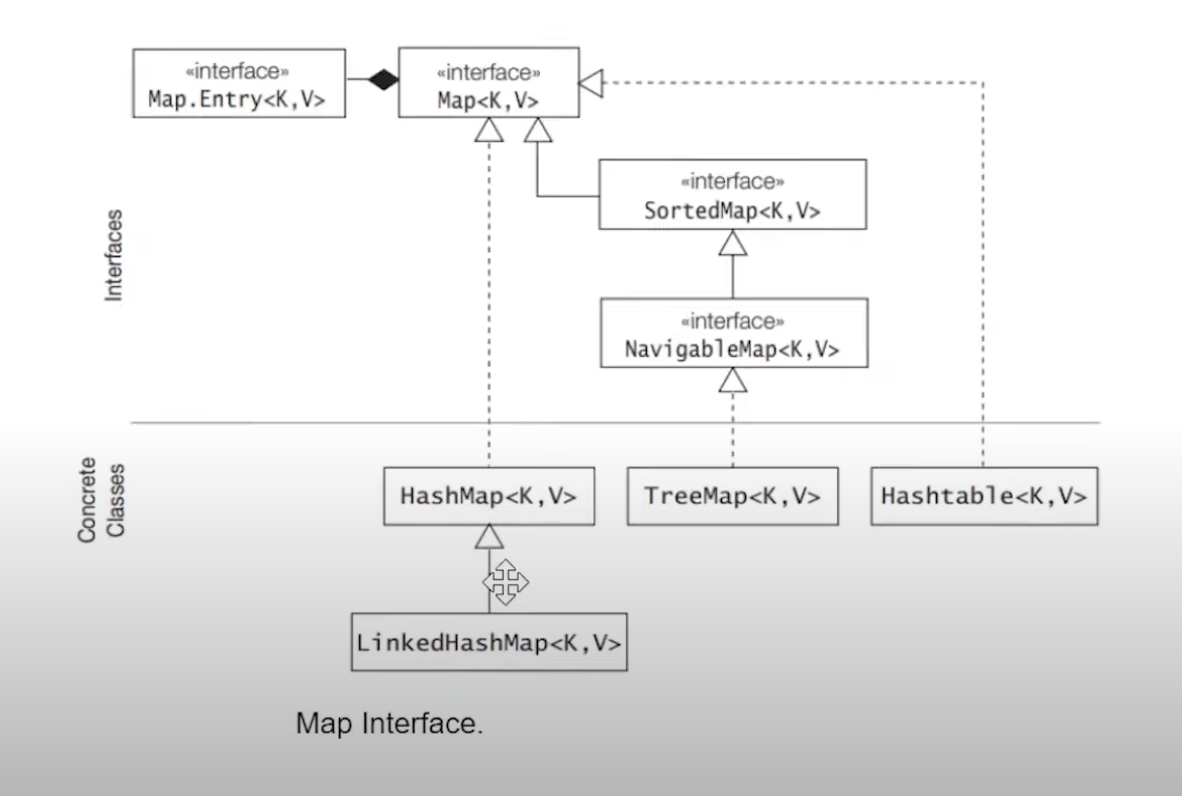 «interface»
Map.Entry<K,V>
«interface»
Map<K,V>
«interface»
SortedMap<K,V>
Interfaces
«interface»
NavigableMap<K,V>
Concrete
Classes
HashMap<K,V>
TreeMap<K,V>
Hashtable<K,V>
LinkedHashMap<K,V>
Map Interface.